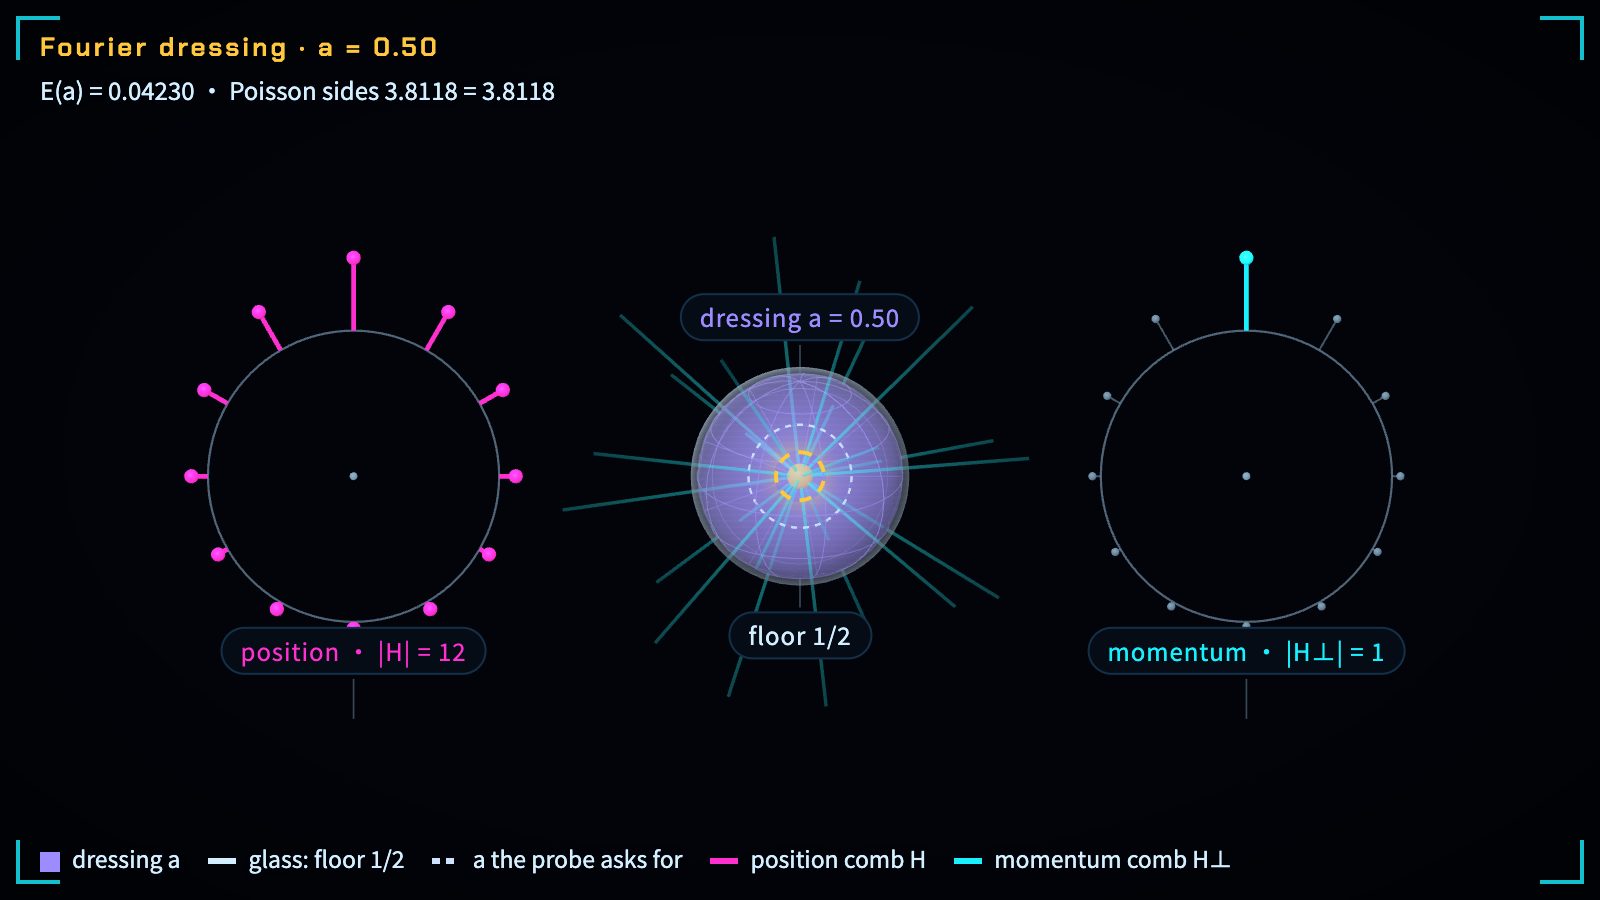 Fourier dressing · a = 0.50
E(a) = 0.04230 • Poisson sides 3.8118 = 3.8118
dressing a = 0.50
floor 1/2
position • |H| = 12
momentum • |H⊥| = 1
dressing a
glass: floor 1/2
a the probe asks for
position comb H
momentum comb H⊥